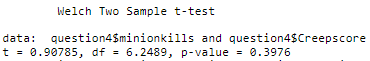 Welch Two Sample t-test
data: question4$minionkills and question4$Creepscore
t = 0.90785, df = 6.2489, p-value = 0.3976